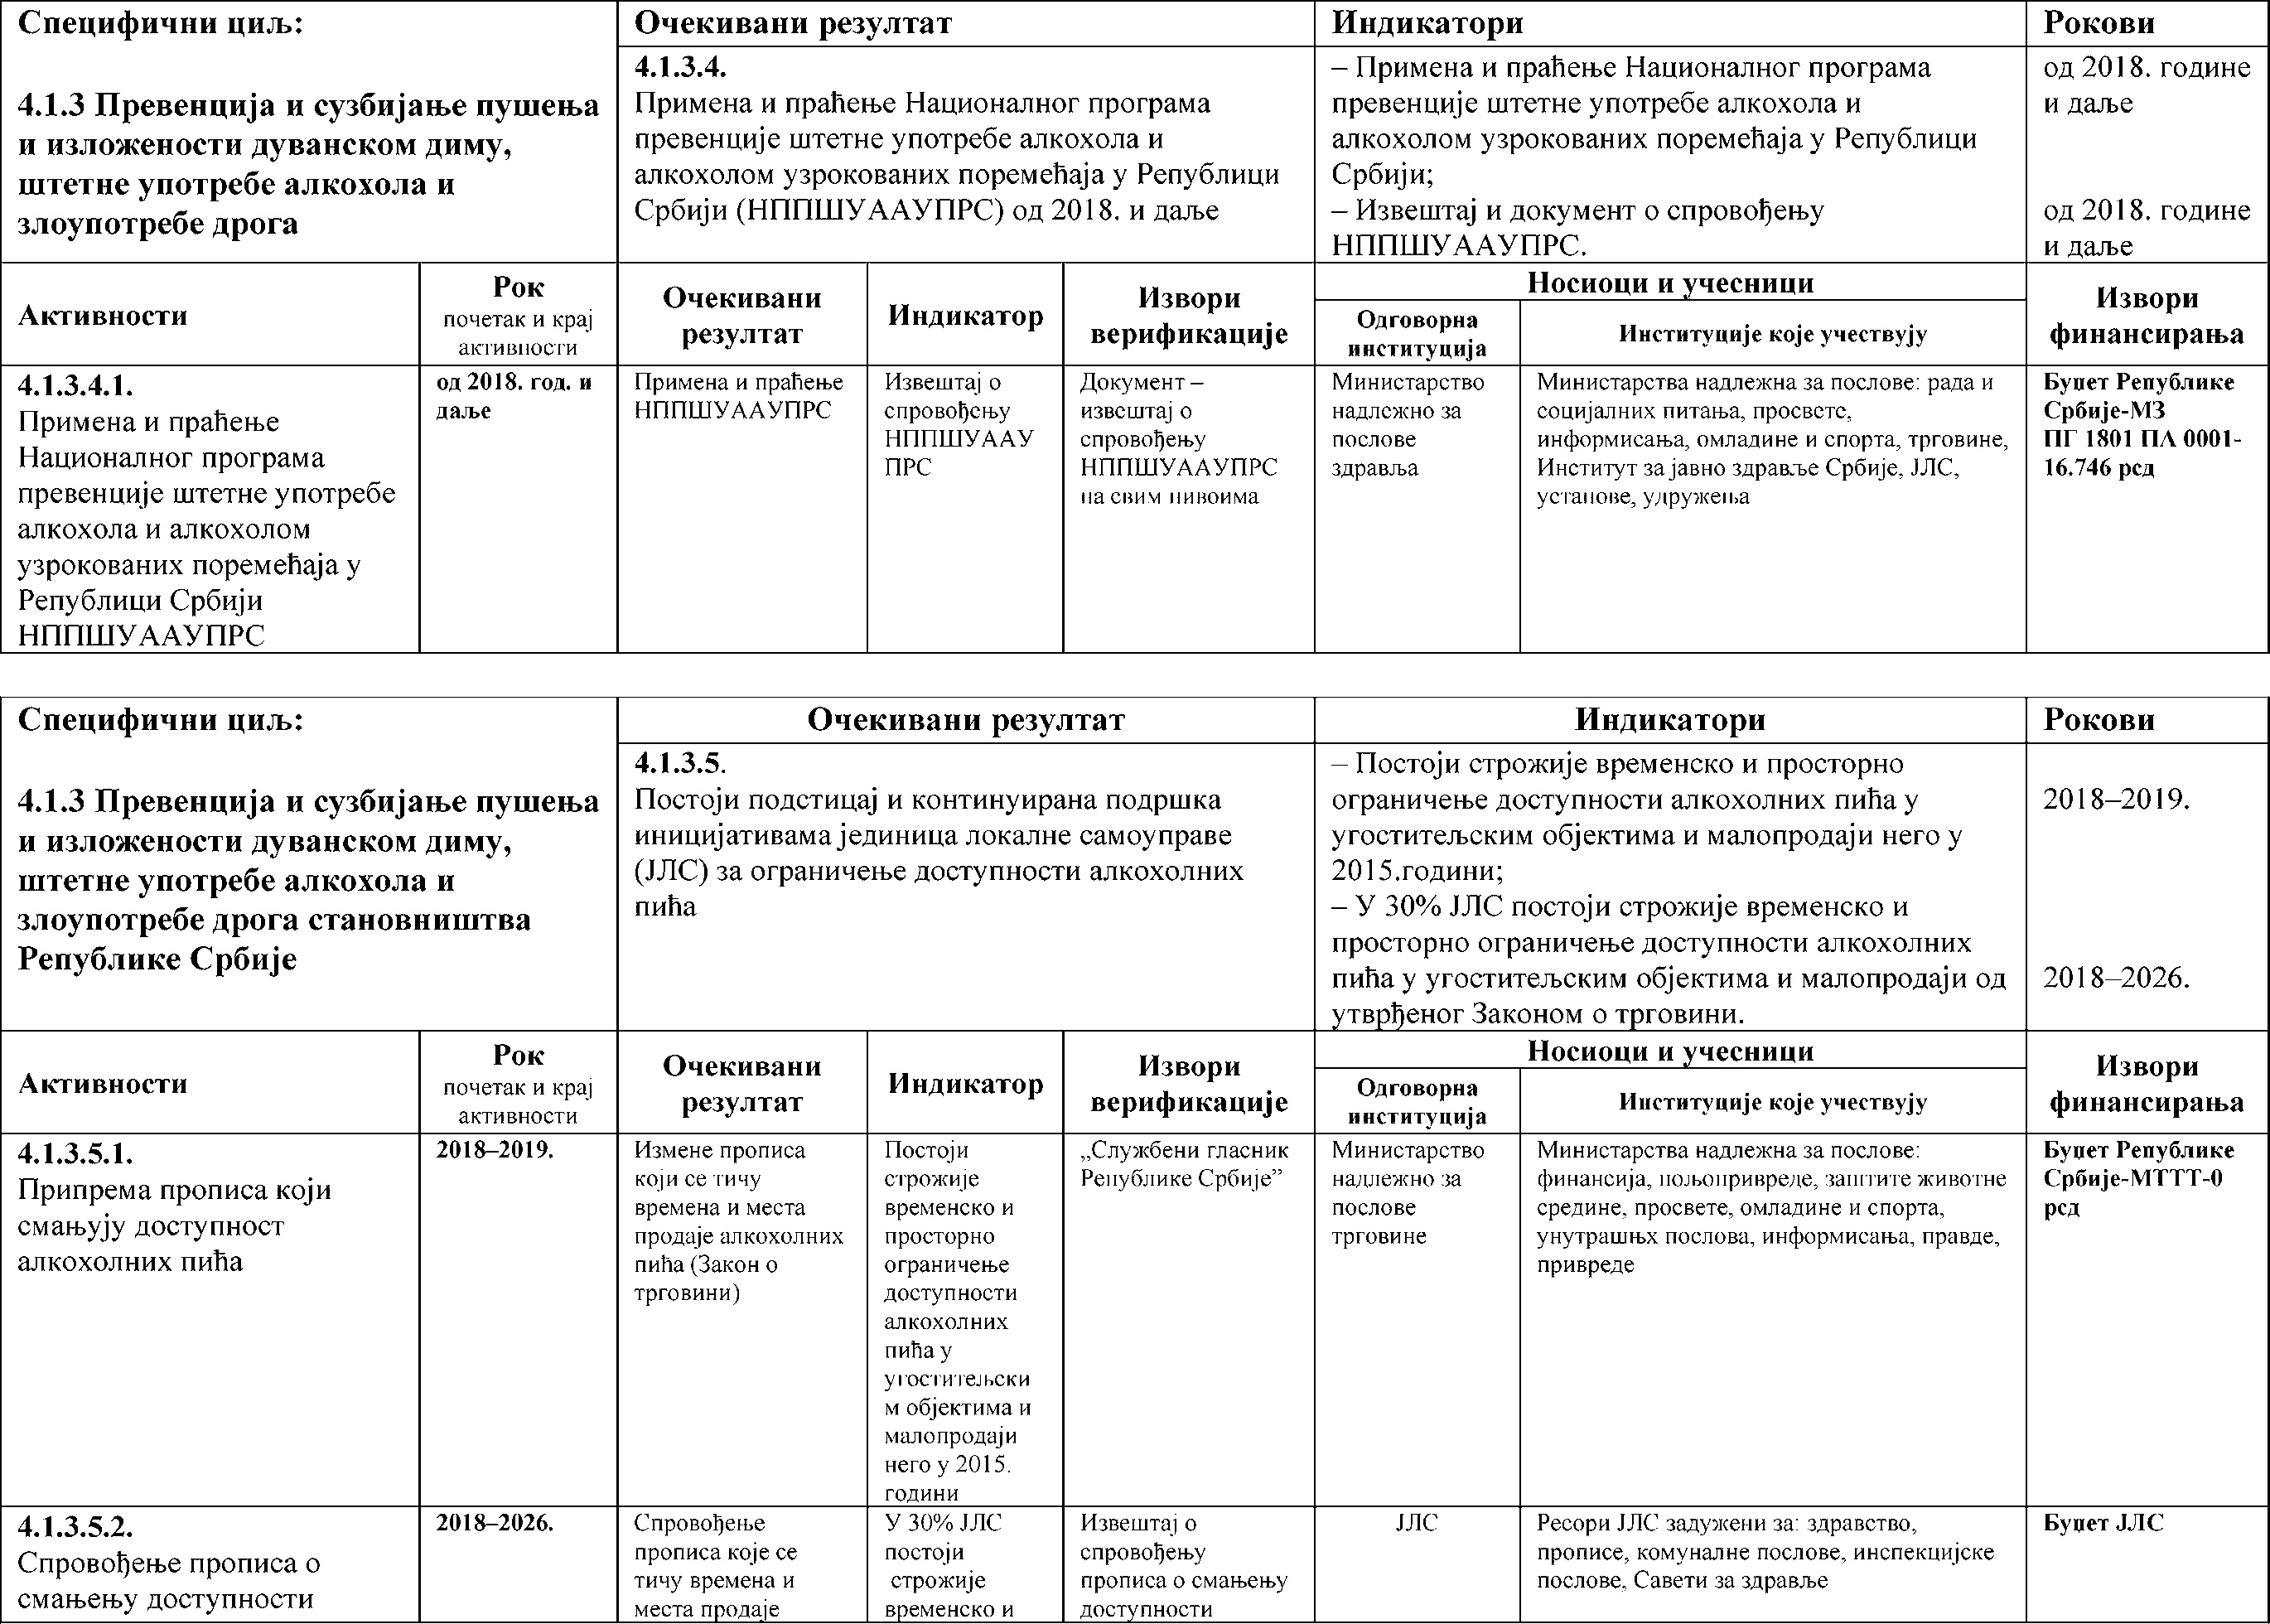 Специфични циљ:
4.1.3 Превенција и сузбијање пушења
и изложености дуванском диму,
штетне употребе алкохола и
злоупотребе дрога
Очекивани резултат
4.1.3.4.
Примена и праћење Националног програма
превенције штетне употребе алкохола и
алкохолом узрокованих поремећаја у Републици
Србији (НППШУААУПРС) од 2018. и даље
Индикатори
– Примена и праћење Националног програма
превенције штетне употребе алкохола и
алкохолом узрокованих поремећаја у Републици
Србији;
– Извештај и документ о спровођењу
НППШУААУПРС.
Рокови
од 2018. године
и даље
од 2018. године
и даље
Активности
Рок
почетак и крај
активности
Очекивани
резултат
Индикатор
Извори
верификације
Носиоци и учесници
Одговорна
институција
Институције које учествују
Извори
финансирања
4.1.3.4.1.
Примена и праћење
Националног програма
превенције штетне употребе
алкохола и алкохолом
узрокованих поремећаја у
Републици Србији
НППШУААУПРС
од 2018. год. и
даље
Примена и праћење
НППШУААУПРС
Извештај о
спровођењу
НППШУААУ
ПРС
Документ –
извештај о
спровођењу
НППШУААУПРС
на свим нивоима
Министарство
надлежно за
послове
здравља
Министарства надлежна за послове: рада и
социјалних питања, просвете,
информисања, омладине и спорта, трговине,
Институт за јавно здравље Србије, ЈЛС,
установе, удружења
Буџет Републике
Србије-МЗ
ПГ 1801 ПА 0001-
16.746 рсд
Специфични циљ:
4.1.3 Превенција и сузбијање пушења
и изложености дуванском диму,
штетне употребе алкохола и
злоупотребе дрога становништва
Републике Србије
Очекивани резултат
4.1.3.5.
Постоји подстицај и континуирана подршка
иницијативама јединица локалне самоуправе
(ЈЛС) за ограничење доступности алкохолних
пића
Индикатори
– Постоји строжије временско и просторно
ограничење доступности алкохолних пића у
угоститељским објектима и малопродаји него у
2015.години;
– У 30% ЈЛС постоји строжије временско и
просторно ограничење доступности алкохолних
пића у угоститељским објектима и малопродаји од
утврђеног Законом о трговини.
Рокови
2018–2019.
2018–2026.
Активности
Рок
почетак и крај
активности
Очекивани
резултат
Индикатор
Извори
верификације
Носиоци и учесници
Одговорна
институција
Институције које учествују
Извори
финансирања
4.1.3.5.1.
Припрема прописа који
смањују доступност
алкохолних пића
2018–2019.
Измене прописа
који се тичу
времена и места
продаје алкохолних
пића (Закон о
трговини)
Постоји
строжије
временско и
просторно
ограничење
доступности
алкохолних
пића у
угоститељски
м објектима и
малопродаји
него у 2015.
години
„Службени гласник
Републике Србије”
Министарство
надлежно за
послове
трговине
Министарства надлежна за послове:
финансија, пољопривреде, заштите животне
средине, просвете, омладине и спорта,
унутрашњх послова, информисања, правде,
привреде
Буџет Републике
Србије-МТТТ-0
рсд
4.1.3.5.2.
Спровођење прописа о
смањењу доступности
2018–2026.
Спровођење
прописа које се
тичу времена и
места продаје
У 30% ЈЛС
постоји
строжије
временско и
Извештај о
спровођењу
прописа о смањењу
доступности
ЈЛС
Ресори ЈЛС задужени за: здравство,
прописе, комуналне послове, инспекцијске
послове, Савети за здравље
Буџет ЈЛС